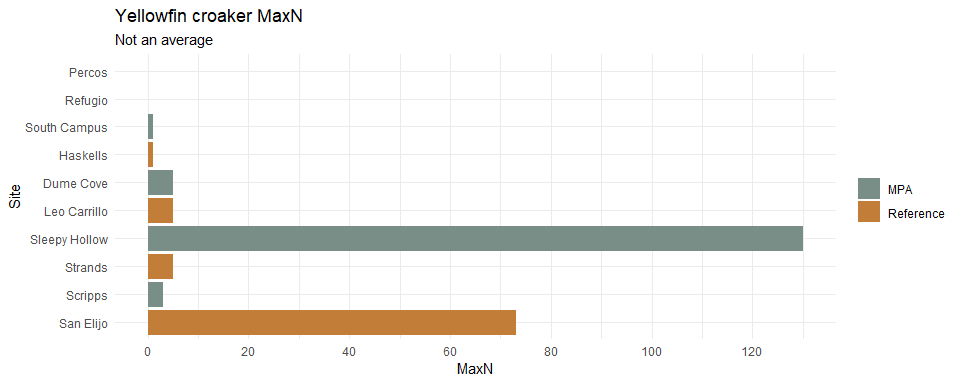 Yellowfin croaker MaxN
Not an average
Percos
Refugio
South Campus
Haskells
Dume Cove
Leo Carrillo
Sleepy Hollow
Strands
Scripps
San Elijo
Site
0 20 40 60 80 100 120
MaxN
MPA
Reference